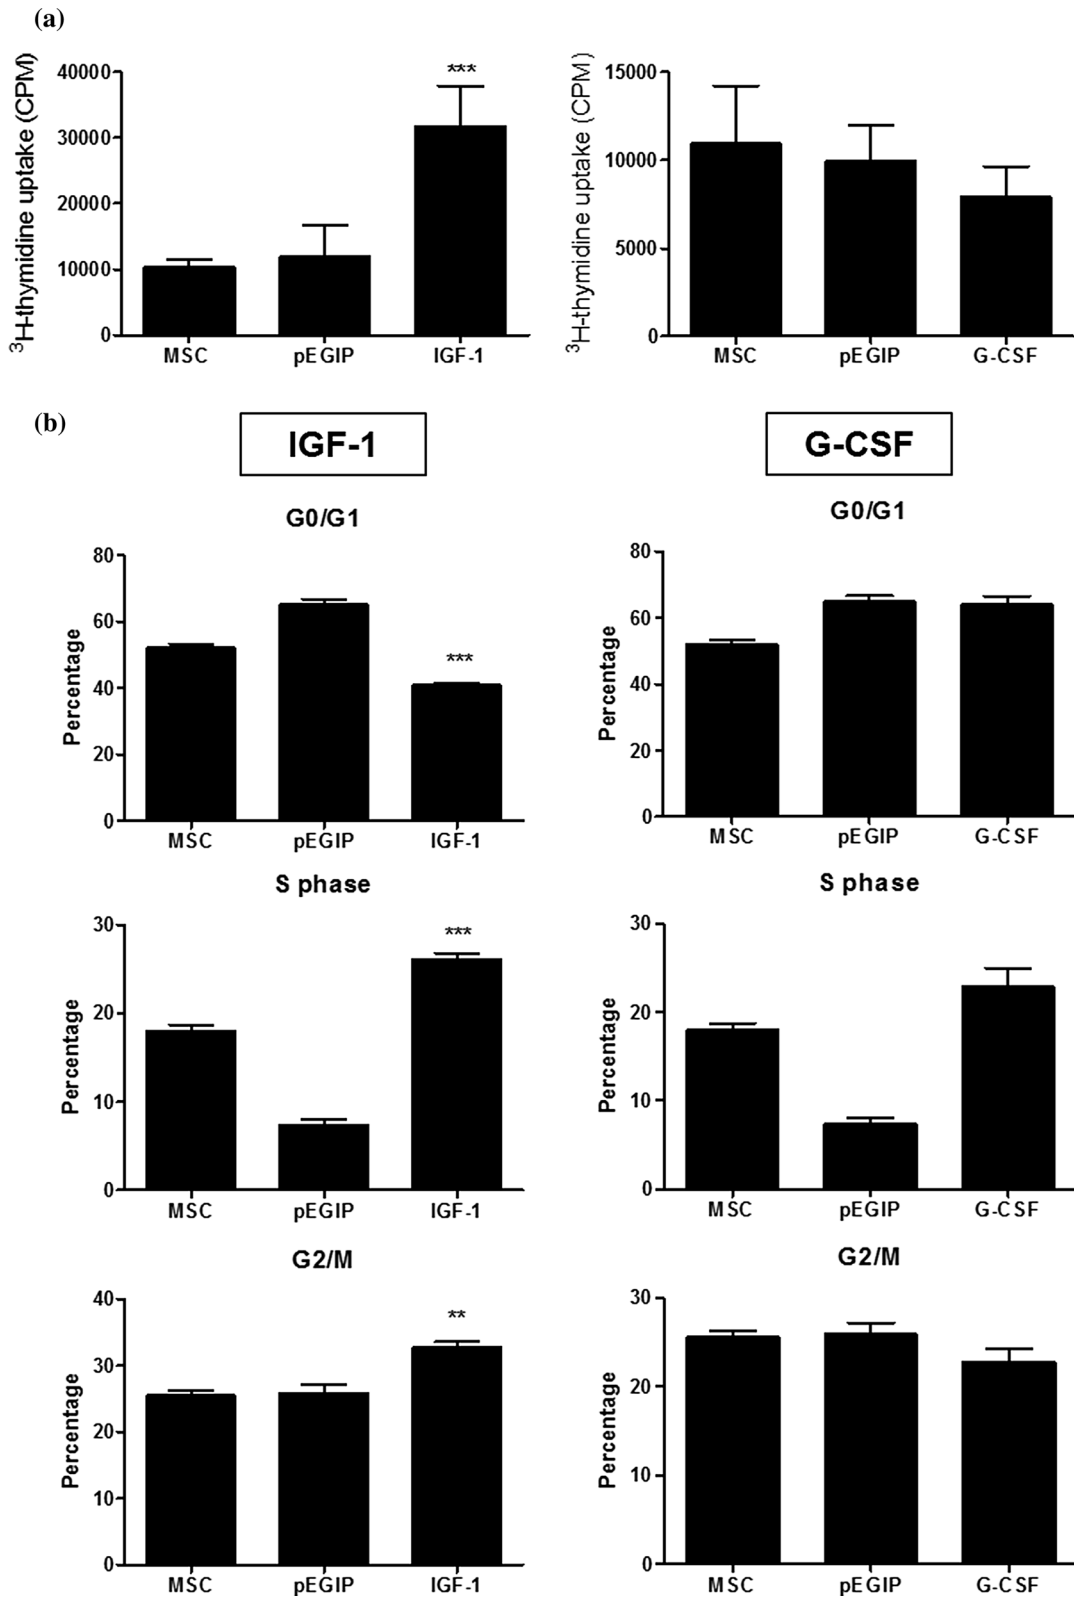 (a)
³H-thymidine uptake (CPM)
40000
30000
20000
10000
0
***
MSC pEGIP IGF-1
³H-thymidine uptake (CPM)
15000
10000
5000
0
MSC pEGIP G-CSF
(b)
IGF-1
G-CSF
G0/G1
Percentage
80
60
40
20
0
***
MSC pEGIP IGF-1
G0/G1
Percentage
80
60
40
20
0
MSC pEGIP G-CSF
S phase
Percentage
30
20
10
0
***
MSC pEGIP IGF-1
S phase
Percentage
30
20
10
0
MSC pEGIP G-CSF
G2/M
Percentage
40
30
20
10
0
**
MSC pEGIP IGF-1
G2/M
Percentage
30
20
10
0
MSC pEGIP G-CSF